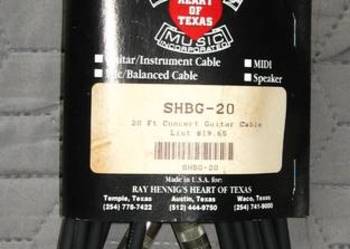 HEART
OF
TEXAS
MUSIC
INCORPORATED
Guitar/Instrument Cable
MIDI
Mic/Balanced Cable
Speaker
SHBG-20
20 Ft Concert Guitar Cable
List $19.65
SHBG-20
Made in U.S.A. for:
RAY HENNIG'S HEART OF TEXAS
Temple, Texas Austin, Texas Waco, Texas
(254) 778-7422 (512) 444-9750 (254) 741-9000